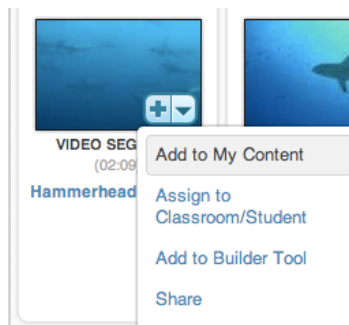 VIDEO SEG
(02:09
Hammerhead
Add to My Content
Assign to
Classroom/Student
Add to Builder Tool
Share